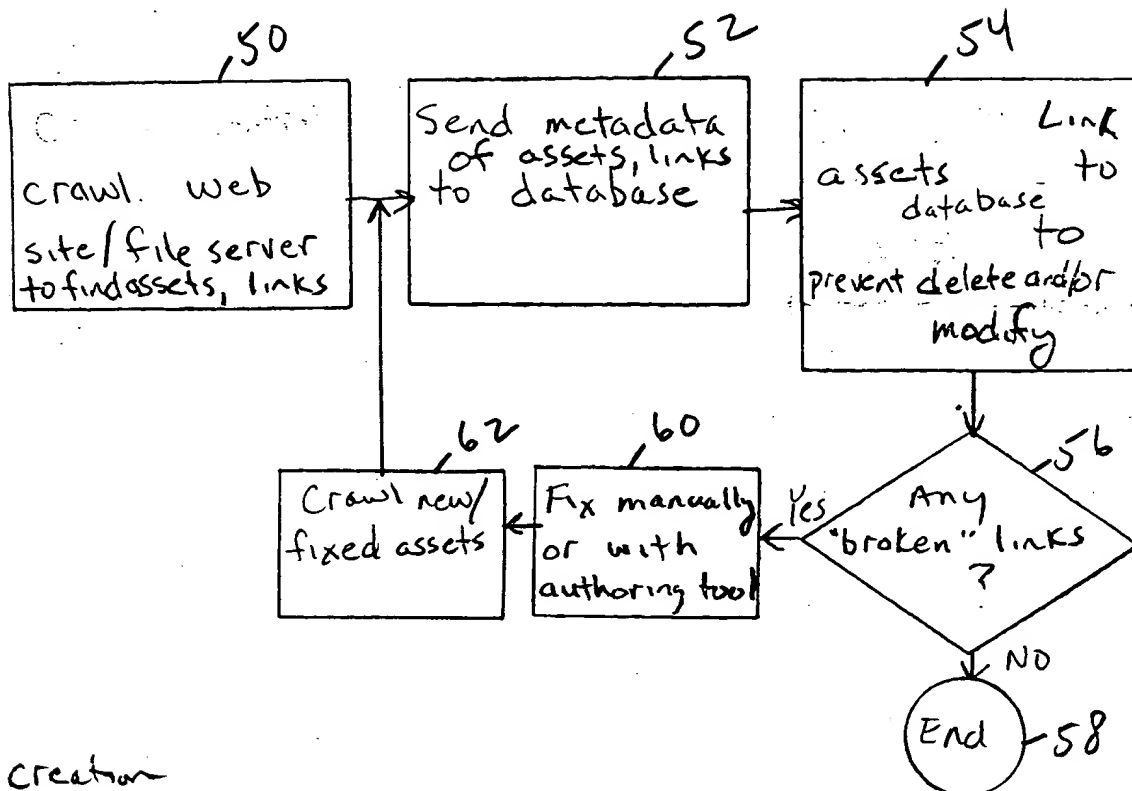 50
crawl. web
site/file server
to find assets, links
52
Send metadata
of assets, links
to database
54
Link
assets to
database
to
prevent delete and/or
modify
62
Crawl new/
fixed assets
60
Fix manually
or with
authoring tool
Yes
56
Any
"broken" links
?
NO
End
58
creation